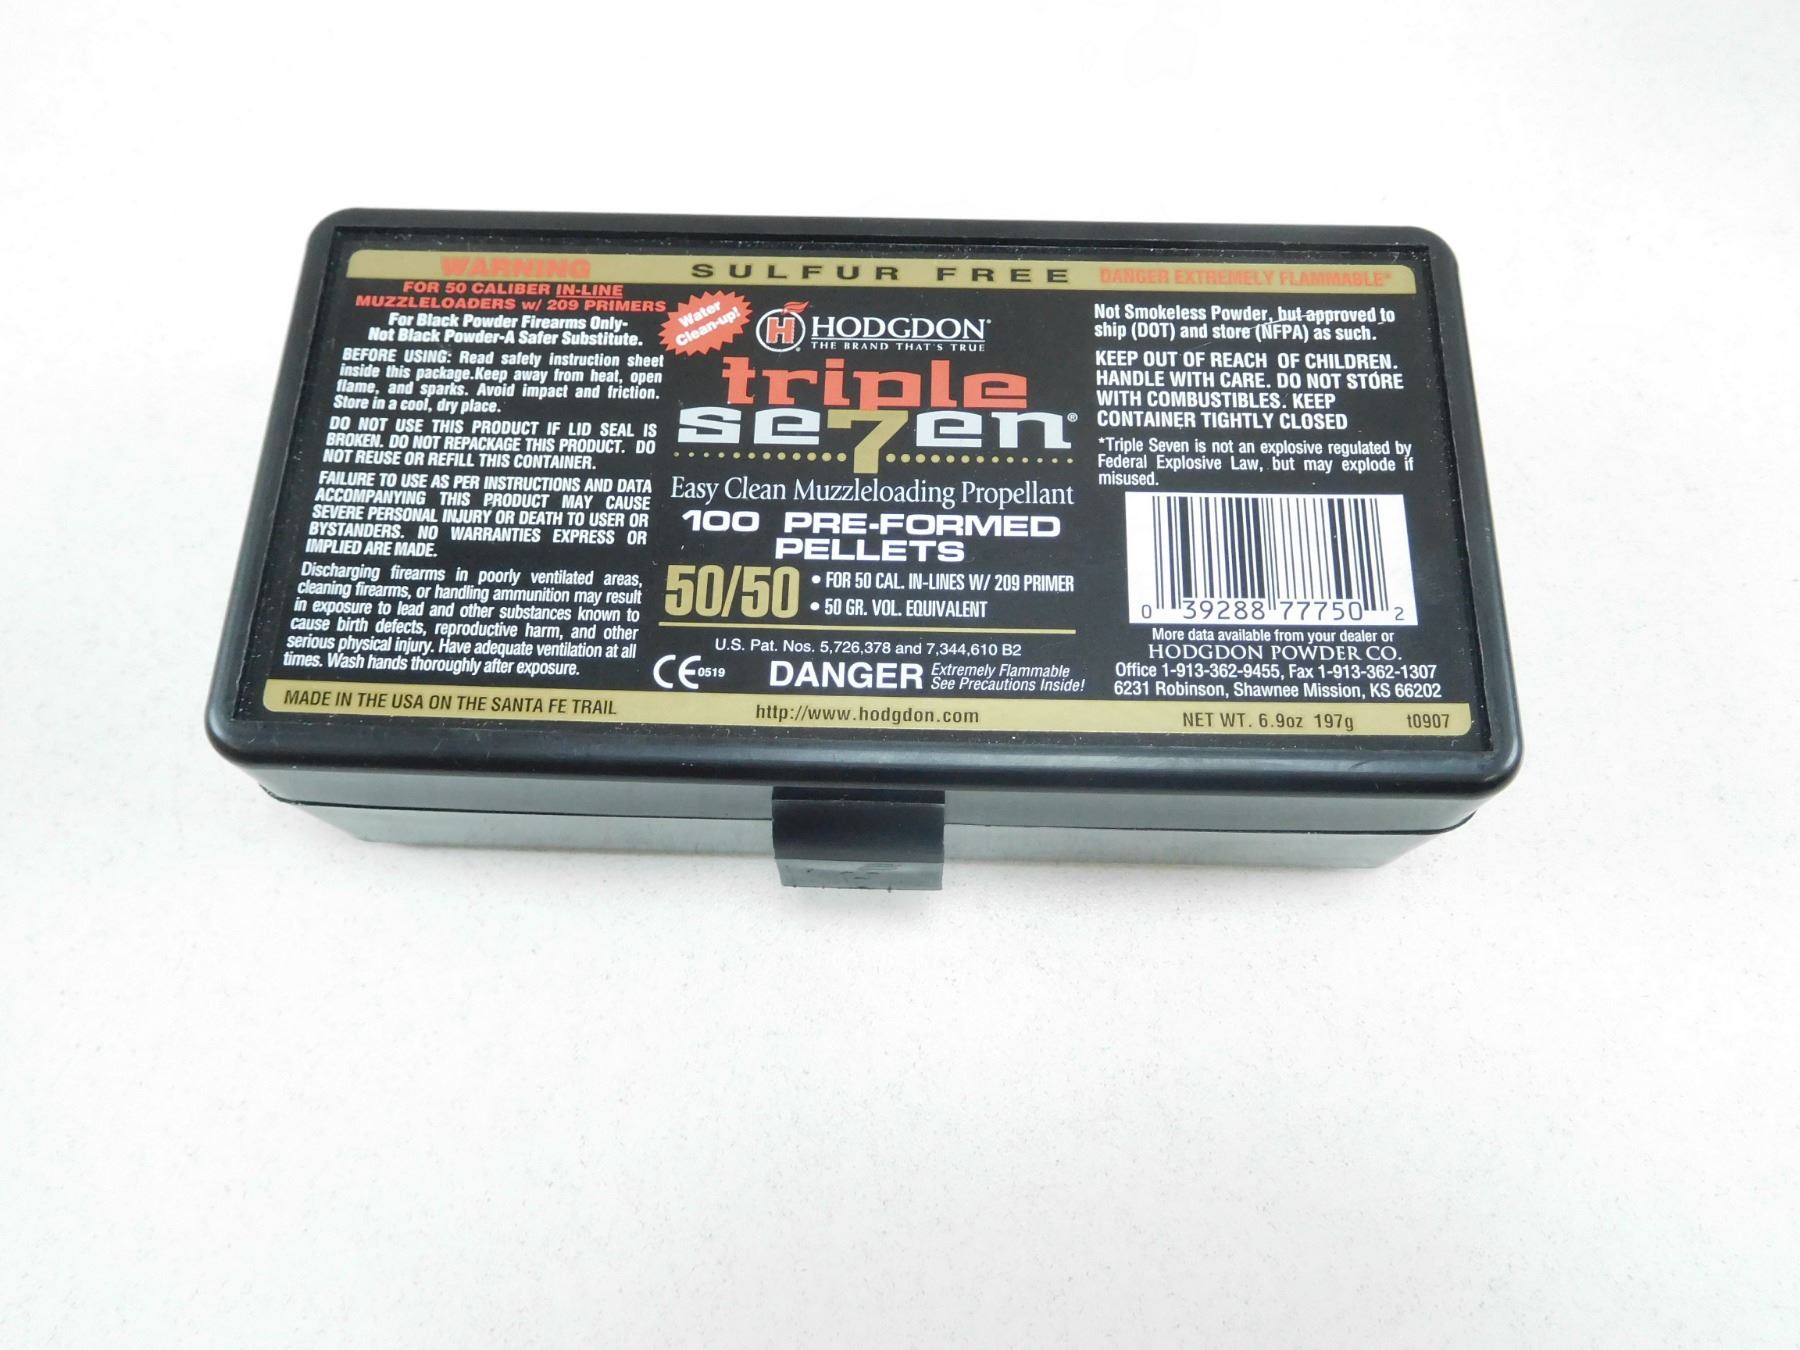 WARNING
FOR 50 CALIBER IN-LINE
MUZZLELOADERS w/ 209 PRIMERS
For Black Powder Firearms Only-
Not Black Powder-A Safer Substitute.
BEFORE USING: Read safety instruction sheet
inside this package.Keep away from heat, open
flame, and sparks. Avoid impact and friction.
Store in a cool, dry place.
DO NOT USE THIS PRODUCT IF LID SEAL IS
BROKEN. DO NOT REPACKAGE THIS PRODUCT. DO
NOT REUSE OR REFILL THIS CONTAINER.
FAILURE TO USE AS PER INSTRUCTIONS AND DATA
ACCOMPANYING THIS PRODUCT MAY CAUSE
SEVERE PERSONAL INJURY OR DEATH TO USER OR
BYSTANDERS. NO WARRANTIES EXPRESS OR
IMPLIED ARE MADE.
Discharging firearms in poorly ventilated areas,
cleaning firearms, or handling ammunition may result
in exposure to lead and other substances known to
cause birth defects, reproductive harm, and other
serious physical injury. Have adequate ventilation at all
times. Wash hands thoroughly after exposure.
MADE IN THE USA ON THE SANTA FE TRAIL
SULFUR FREE
Water
Clean-up!
H HODGDON®
THE BRAND THAT'S TRUE
triple
se7en®
Easy Clean Muzzleloading Propellant
100 PRE-FORMED
PELLETS
50/50
• FOR 50 CAL. IN-LINES W/ 209 PRIMER
• 50 GR. VOL. EQUIVALENT
U.S. Pat. Nos. 5,726,378 and 7,344,610 B2
CE 0519 DANGER Extremely Flammable
See Precautions Inside!
http://www.hodgdon.com
DANGER EXTREMELY FLAMMABLE*
Not Smokeless Powder, but approved to
ship (DOT) and store (NFPA) as such.
KEEP OUT OF REACH OF CHILDREN.
HANDLE WITH CARE. DO NOT STORE
WITH COMBUSTIBLES. KEEP
CONTAINER TIGHTLY CLOSED
*Triple Seven is not an explosive regulated by
Federal Explosive Law, but may explode if
misused.
0 39288 77750 2
More data available from your dealer or
HODGDON POWDER CO.
Office 1-913-362-9455, Fax 1-913-362-1307
6231 Robinson, Shawnee Mission, KS 66202
NET WT. 6.9oz 197g t0907